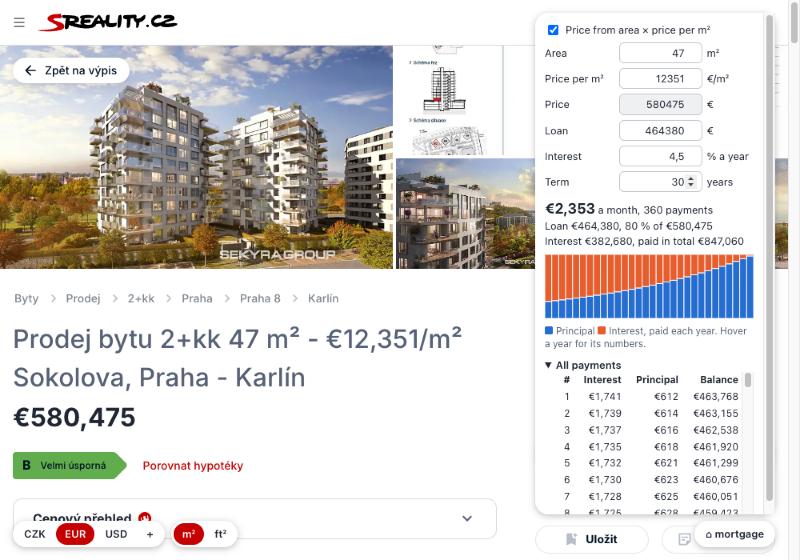 SREALITY.CZ
Zpět na výpis
SEKYRAGROUP
Byty
Prodej
2+kk
Praha
Praha 8
Karlín
Prodej bytu 2+kk 47 m² - €12,351/m²
Sokolova, Praha - Karlín
€580,475
B Velmi úsporná
Porovnat hypotéky
Cenový přehled
CZK EUR USD + m² ft²
Price from area × price per m²
Area 47 m²
Price per m² 12351 €/m²
Price 580475 €
Loan 464380 €
Interest 4,5 % a year
Term 30 years
€2,353 a month, 360 payments
Loan €464,380, 80 % of €580,475
Interest €382,680, paid in total €847,060
Principal Interest, paid each year. Hover
a year for its numbers.
▼ All payments
# Interest Principal Balance
1 €1,741 €612 €463,768
2 €1,739 €614 €463,155
3 €1,737 €616 €462,538
4 €1,735 €618 €461,920
5 €1,732 €621 €461,299
6 €1,730 €623 €460,676
7 €1,728 €625 €460,051
8 €1,725 €628 €459,423
Uložit
⌂ mortgage